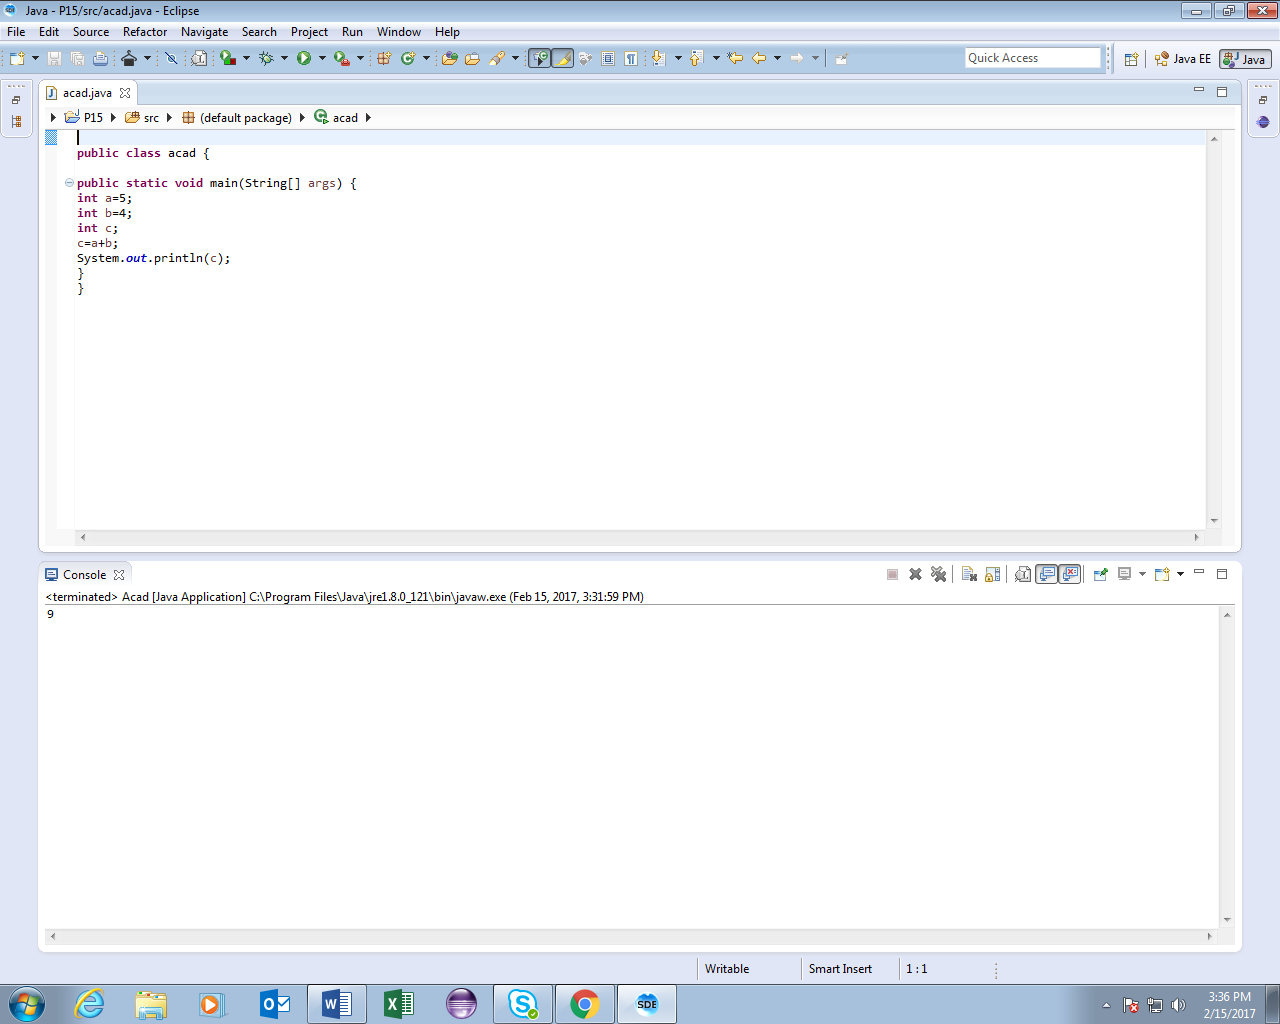 Java - P15/src/acad.java - Eclipse
File Edit Source Refactor Navigate Search Project Run Window Help
Quick Access
Java EE
Java
acad.java
P15 src (default package) acad
public class acad {
public static void main(String[] args) {
int a=5;
int b=4;
int c;
c=a+b;
System.out.println(c);
}
}
Console
<terminated> Acad [Java Application] C:\Program Files\Java\jre1.8.0_121\bin\javaw.exe (Feb 15, 2017, 3:31:59 PM)
9
Writable Smart Insert 1 : 1
SDE
3:36 PM
2/15/2017